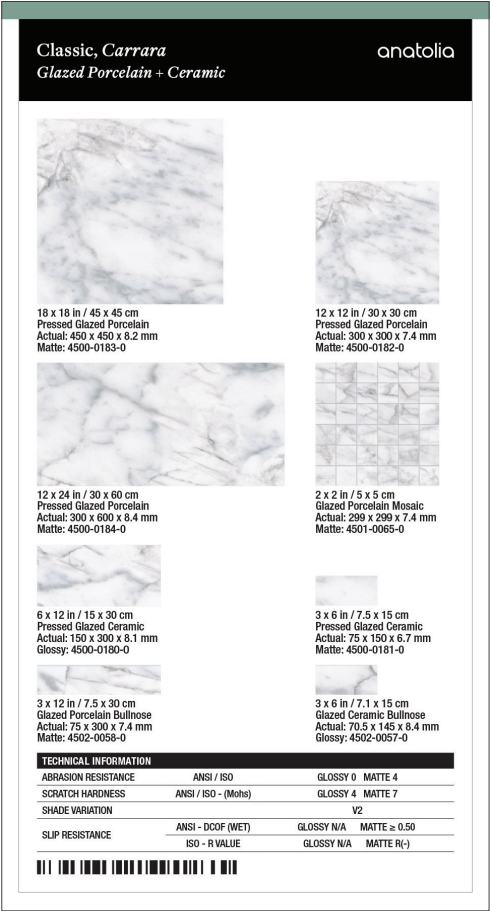 Classic, Carrara
anatolia
Glazed Porcelain + Ceramic
18 x 18 in / 45 x 45 cm
Pressed Glazed Porcelain
Actual: 450 x 450 x 8.2 mm
Matte: 4500-0183-0
12 x 12 in / 30 x 30 cm
Pressed Glazed Porcelain
Actual: 300 x 300 x 7.4 mm
Matte: 4500-0182-0
12 x 24 in / 30 x 60 cm
Pressed Glazed Porcelain
Actual: 300 x 600 x 8.4 mm
Matte: 4500-0184-0
2 x 2 in / 5 x 5 cm
Glazed Porcelain Mosaic
Actual: 299 x 299 x 7.4 mm
Matte: 4501-0065-0
6 x 12 in / 15 x 30 cm
Pressed Glazed Ceramic
Actual: 150 x 300 x 8.1 mm
Glossy: 4500-0180-0
3 x 6 in / 7.5 x 15 cm
Pressed Glazed Ceramic
Actual: 75 x 150 x 6.7 mm
Matte: 4500-0181-0
3 x 12 in / 7.5 x 30 cm
Glazed Porcelain Bullnose
Actual: 75 x 300 x 7.4 mm
Matte: 4502-0058-0
3 x 6 in / 7.1 x 15 cm
Glazed Ceramic Bullnose
Actual: 70.5 x 145 x 8.4 mm
Glossy: 4502-0057-0
TECHNICAL INFORMATION
ABRASION RESISTANCE ANSI / ISO GLOSSY 0 MATTE 4
SCRATCH HARDNESS ANSI / ISO - (Mohs) GLOSSY 4 MATTE 7
SHADE VARIATION V2
SLIP RESISTANCE ANSI - DCOF (WET) GLOSSY N/A MATTE ≥ 0.50
ISO - R VALUE GLOSSY N/A MATTE R(-)